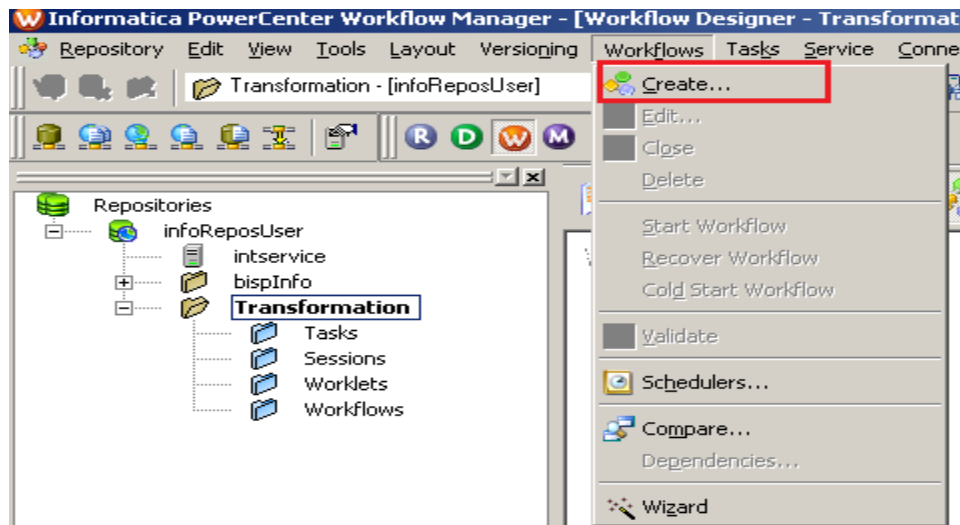 Informatica PowerCenter Workflow Manager - [Workflow Designer - Transformat
Repository Edit View Tools Layout Versioning Workflows Tasks Service Conne
Transformation - [infoReposUser]
R D W M
Repositories
infoReposUser
intservice
bispInfo
Transformation
Tasks
Sessions
Worklets
Workflows
Create...
Edit...
Close
Delete
Start Workflow
Recover Workflow
Cold Start Workflow
Validate
Schedulers...
Compare...
Dependencies...
Wizard